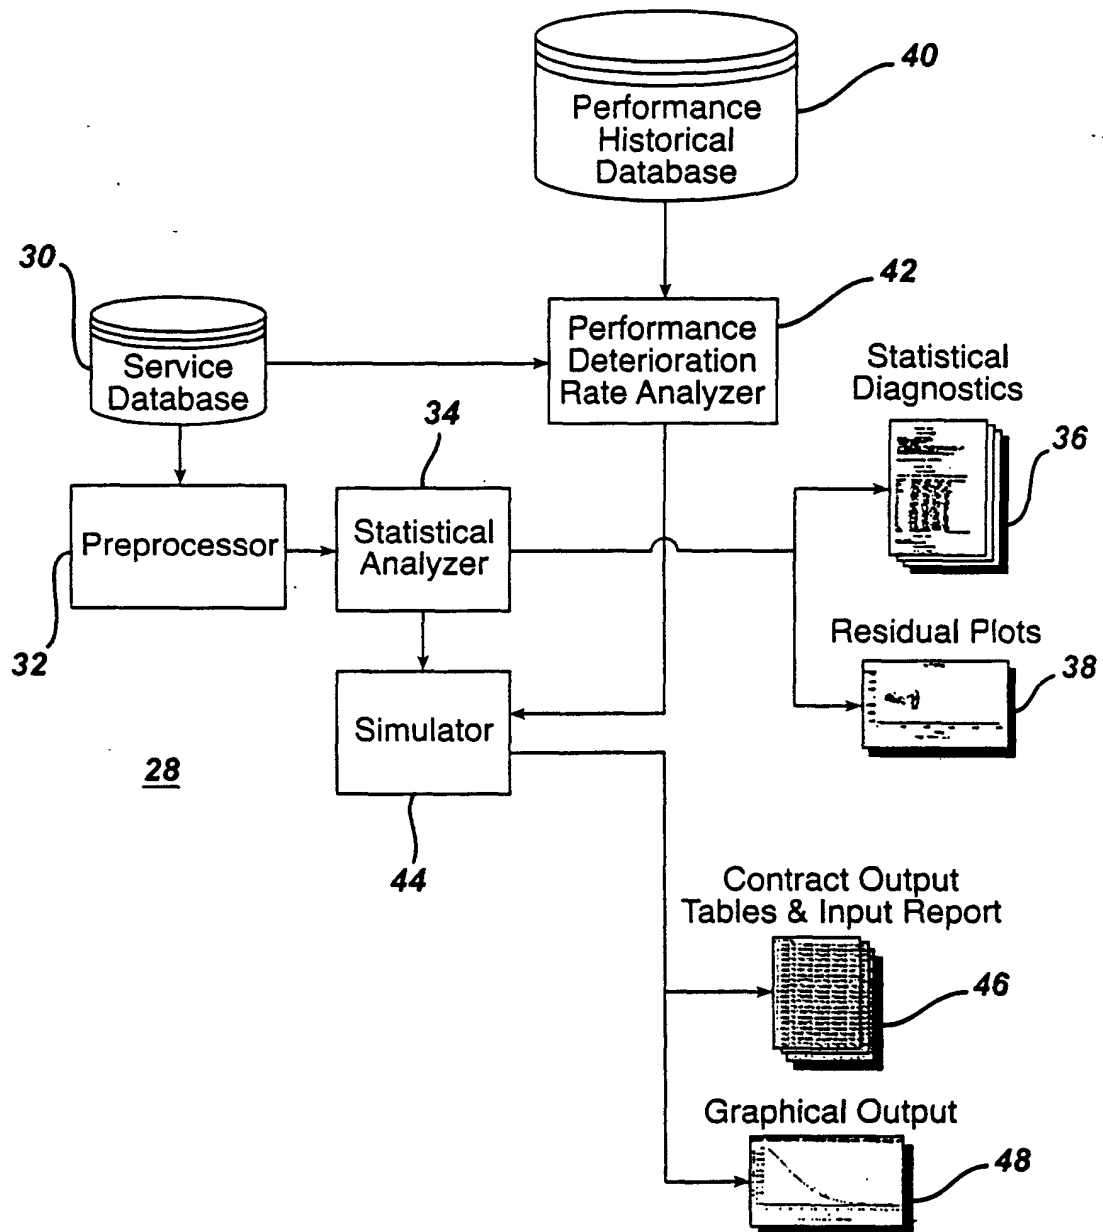 40
Performance
Historical
Database
30
42
Service
Database
Performance
Deterioration
Rate Analyzer
Statistical
Diagnostics
34
36
Preprocessor
Statistical
Analyzer
32
Residual Plots
38
Simulator
28
44
Contract Output
Tables & Input Report
46
Graphical Output
48